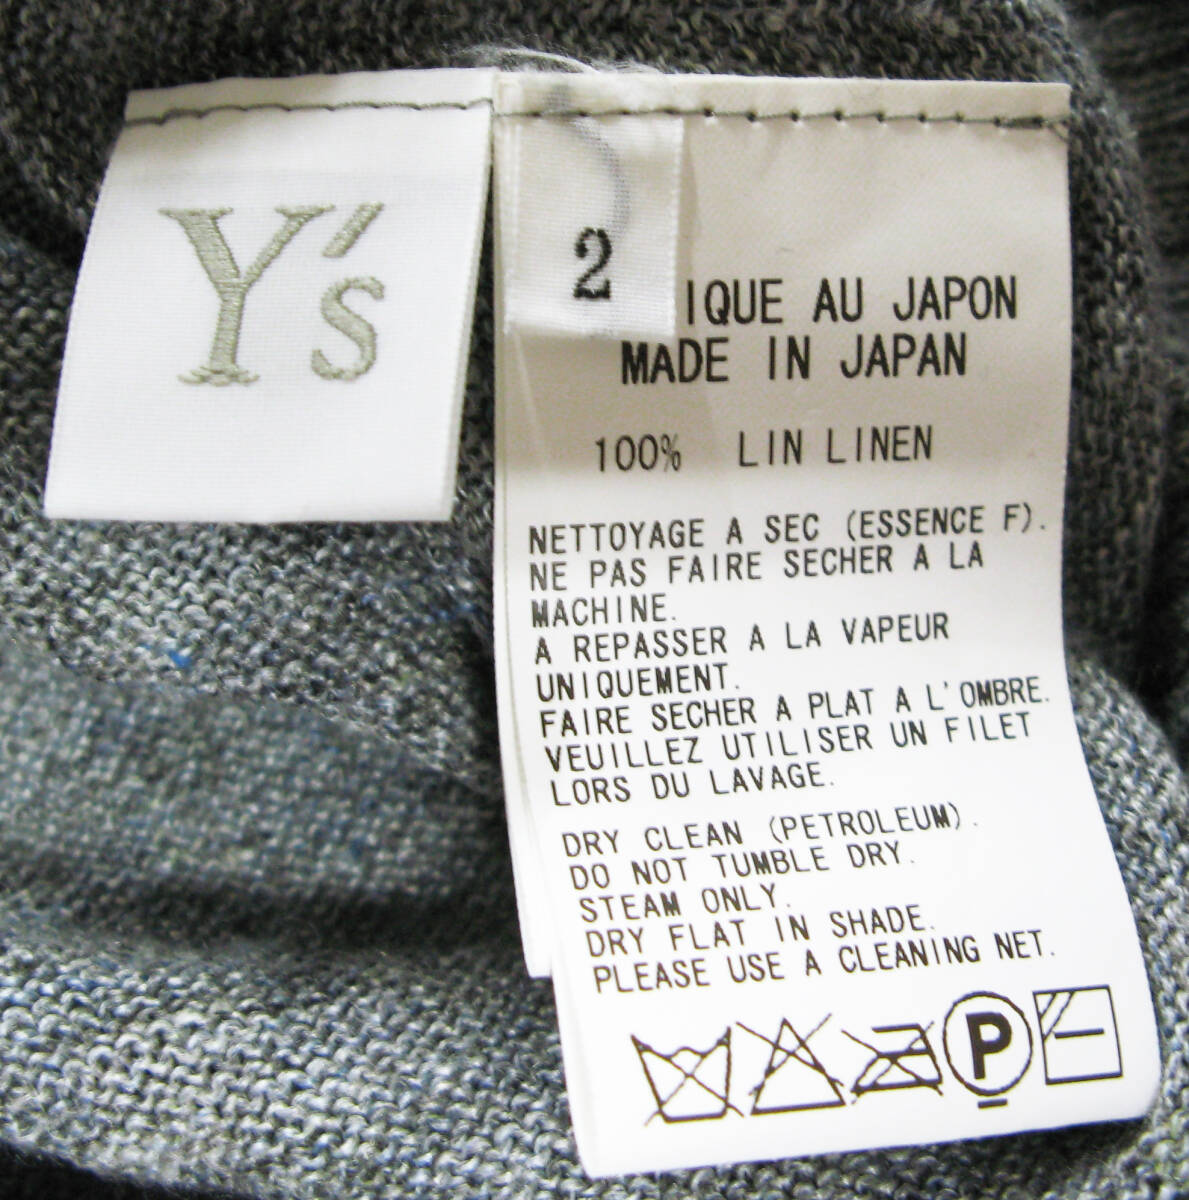 Y's
2
IQUE AU JAPON
MADE IN JAPAN
100% LIN LINEN
NETTOYAGE A SEC (ESSENCE F).
NE PAS FAIRE SECHER A LA
MACHINE.
A REPASSER A LA VAPEUR
UNIQUEMENT.
FAIRE SECHER A PLAT A L'OMBRE.
VEUILLEZ UTILISER UN FILET
LORS DU LAVAGE.
DRY CLEAN (PETROLEUM).
DO NOT TUMBLE DRY.
STEAM ONLY.
DRY FLAT IN SHADE.
PLEASE USE A CLEANING NET.
P